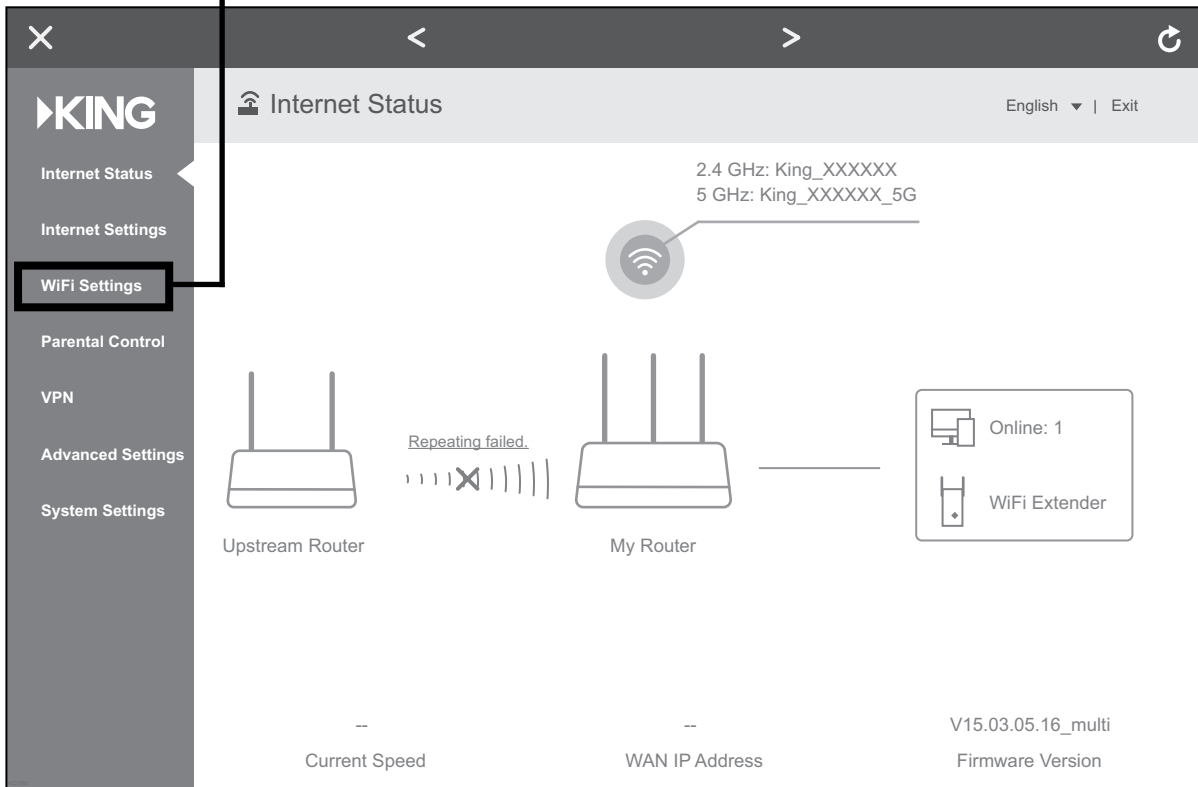 KING
Internet Status
English | Exit
Internet Status
Internet Settings
WiFi Settings
Parental Control
VPN
Advanced Settings
System Settings
2.4 GHz: King_XXXXXX
5 GHz: King_XXXXXX_5G
Repeating failed.
Upstream Router
My Router
Online: 1
WiFi Extender
--
Current Speed
--
WAN IP Address
V15.03.05.16_multi
Firmware Version